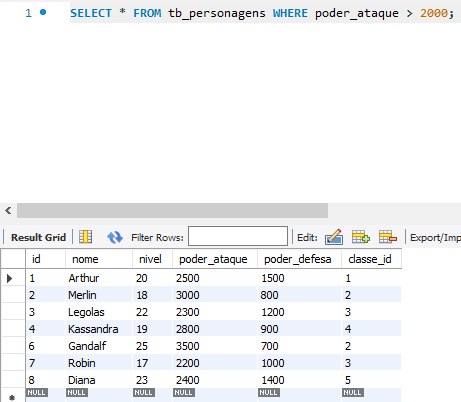 1 SELECT * FROM tb_personagens WHERE poder_ataque > 2000;
Result Grid Filter Rows: Edit: Export/Imp
id nome nivel poder_ataque poder_defesa classe_id
1 Arthur 20 2500 1500 1
2 Merlin 18 3000 800 2
3 Legolas 22 2300 1200 3
4 Kassandra 19 2800 900 4
6 Gandalf 25 3500 700 2
7 Robin 17 2200 1000 3
8 Diana 23 2400 1400 5
NULL NULL NULL NULL NULL NULL